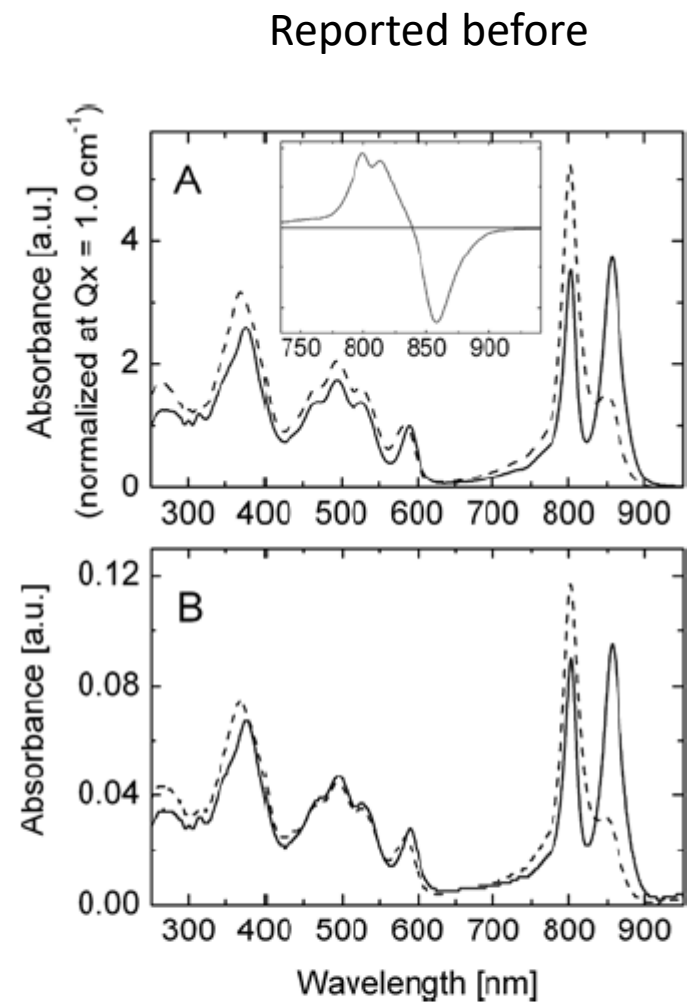 Reported before
Absorbance [a.u.]
(normalized at Qx = 1.0 cm⁻¹)
A
4
2
0
750 800 850 900
300 400 500 600 700 800 900
Absorbance [a.u.]
B
0.12
0.08
0.04
0.00
300 400 500 600 700 800 900
Wavelength [nm]